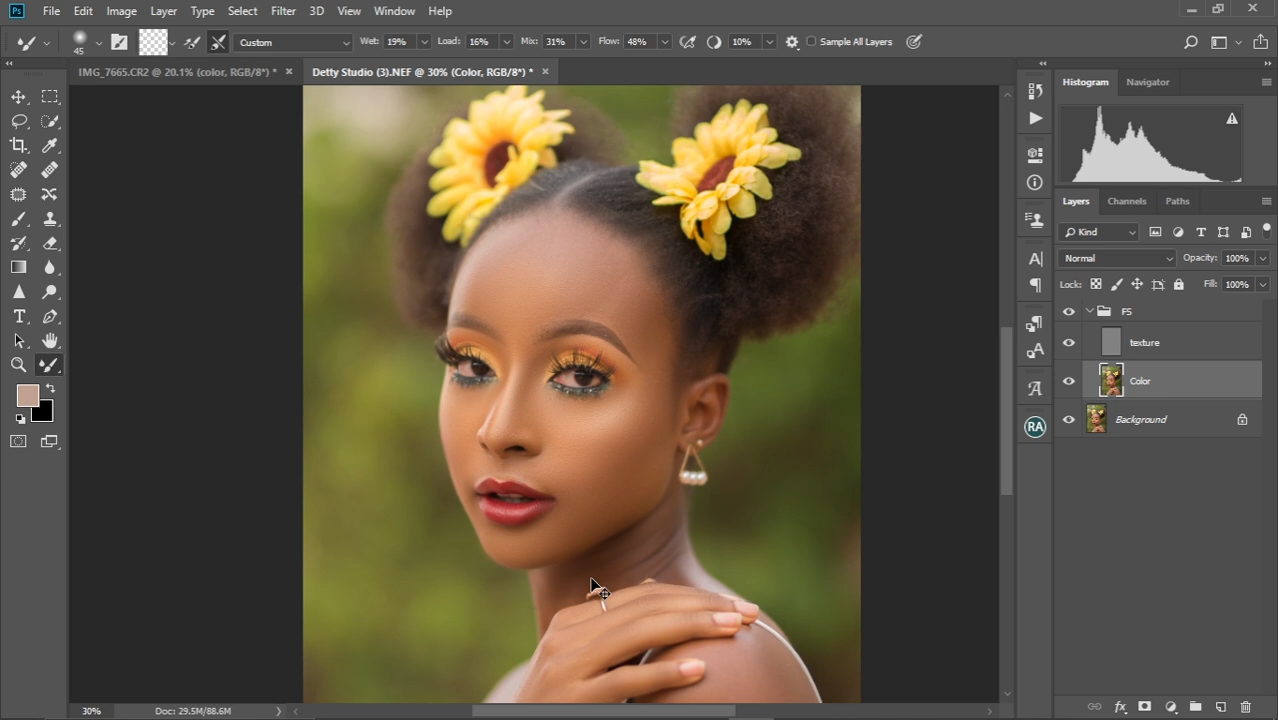 Ps File Edit Image Layer Type Select Filter 3D View Window Help
45 Custom Wet: 19% Load: 16% Mix: 31% Flow: 48% 10% Sample All Layers
IMG_7665.CR2 @ 20.1% (color, RGB/8*) * × Detty Studio (3).NEF @ 30% (Color, RGB/8*) * ×
Histogram Navigator
Layers Channels Paths
Kind
Normal Opacity: 100%
Lock: Fill: 100%
FS
texture
Color
Background
RA
30% Doc: 29.5M/88.6M